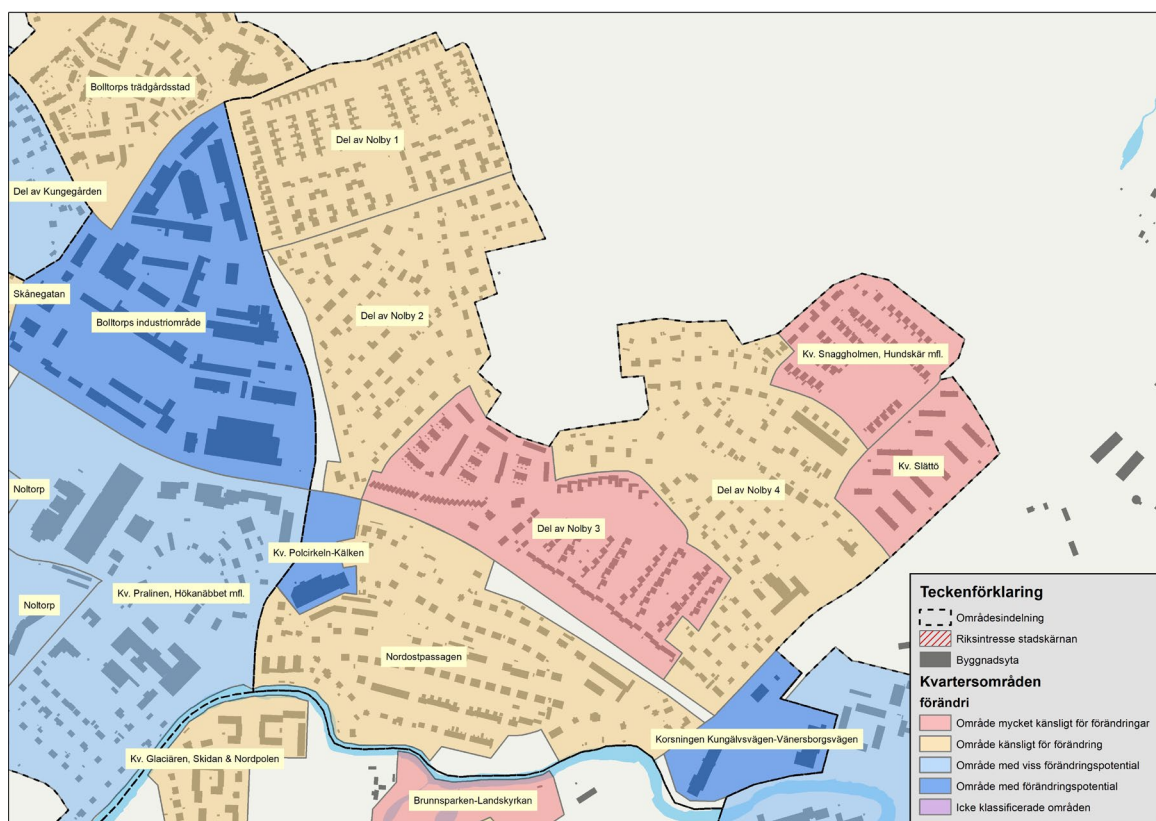 Bolltorps trädgårdsstad
Del av Nolby 1
Del av Kungegården
Skånegatan
Bolltorps industriområde
Del av Nolby 2
Kv. Snaggholmen, Hundskär mfl.
Kv. Slättö
Noltorp
Del av Nolby 4
Del av Nolby 3
Kv. Polcirkeln-Kälken
Kv. Pralinen, Hökanäbbet mfl.
Noltorp
Nordostpassagen
Korsningen Kungälvsvägen-Vänersborgsvägen
Kv. Glaciären, Skidan & Nordpolen
Brunnsparken-Landskyrkan
Teckenförklaring
Områdesindelning
Riksintresse stadskärnan
Byggnadsyta
Kvartersområden
förändri
Område mycket känsligt för förändringar
Område känsligt för förändring
Område med viss förändringspotential
Område med förändringspotential
Icke klassificerade områden